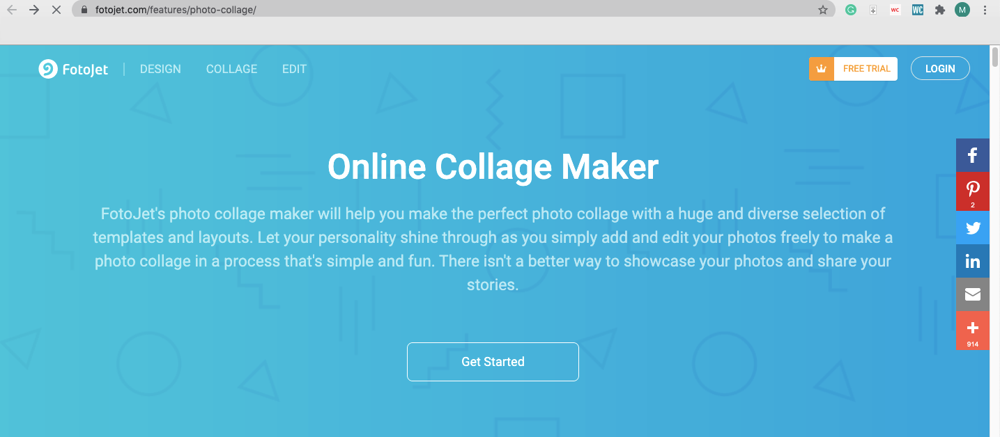 fotojet.com/features/photo-collage/
WC
WC
M
FotoJet
DESIGN
COLLAGE
EDIT
FREE TRIAL
LOGIN
Online Collage Maker
FotoJet's photo collage maker will help you make the perfect photo collage with a huge and diverse selection of
templates and layouts. Let your personality shine through as you simply add and edit your photos freely to make a
photo collage in a process that's simple and fun. There isn't a better way to showcase your photos and share your
stories.
Get Started
2
in
914